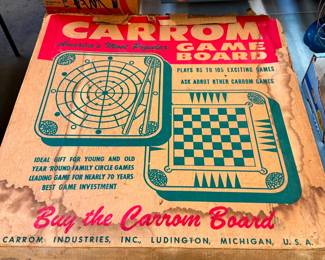 CARROM
America's Most Popular
GAME
BOARD
PLAYS 85 TO 105 EXCITING GAMES
ASK ABOUT OTHER CARROM GAMES
IDEAL GIFT FOR YOUNG AND OLD
YEAR 'ROUND FAMILY CIRCLE GAMES
LEADING GAME FOR NEARLY 70 YEARS
BEST GAME INVESTMENT
Buy the Carrom Board
CARROM INDUSTRIES, INC., LUDINGTON, MICHIGAN, U. S. A.